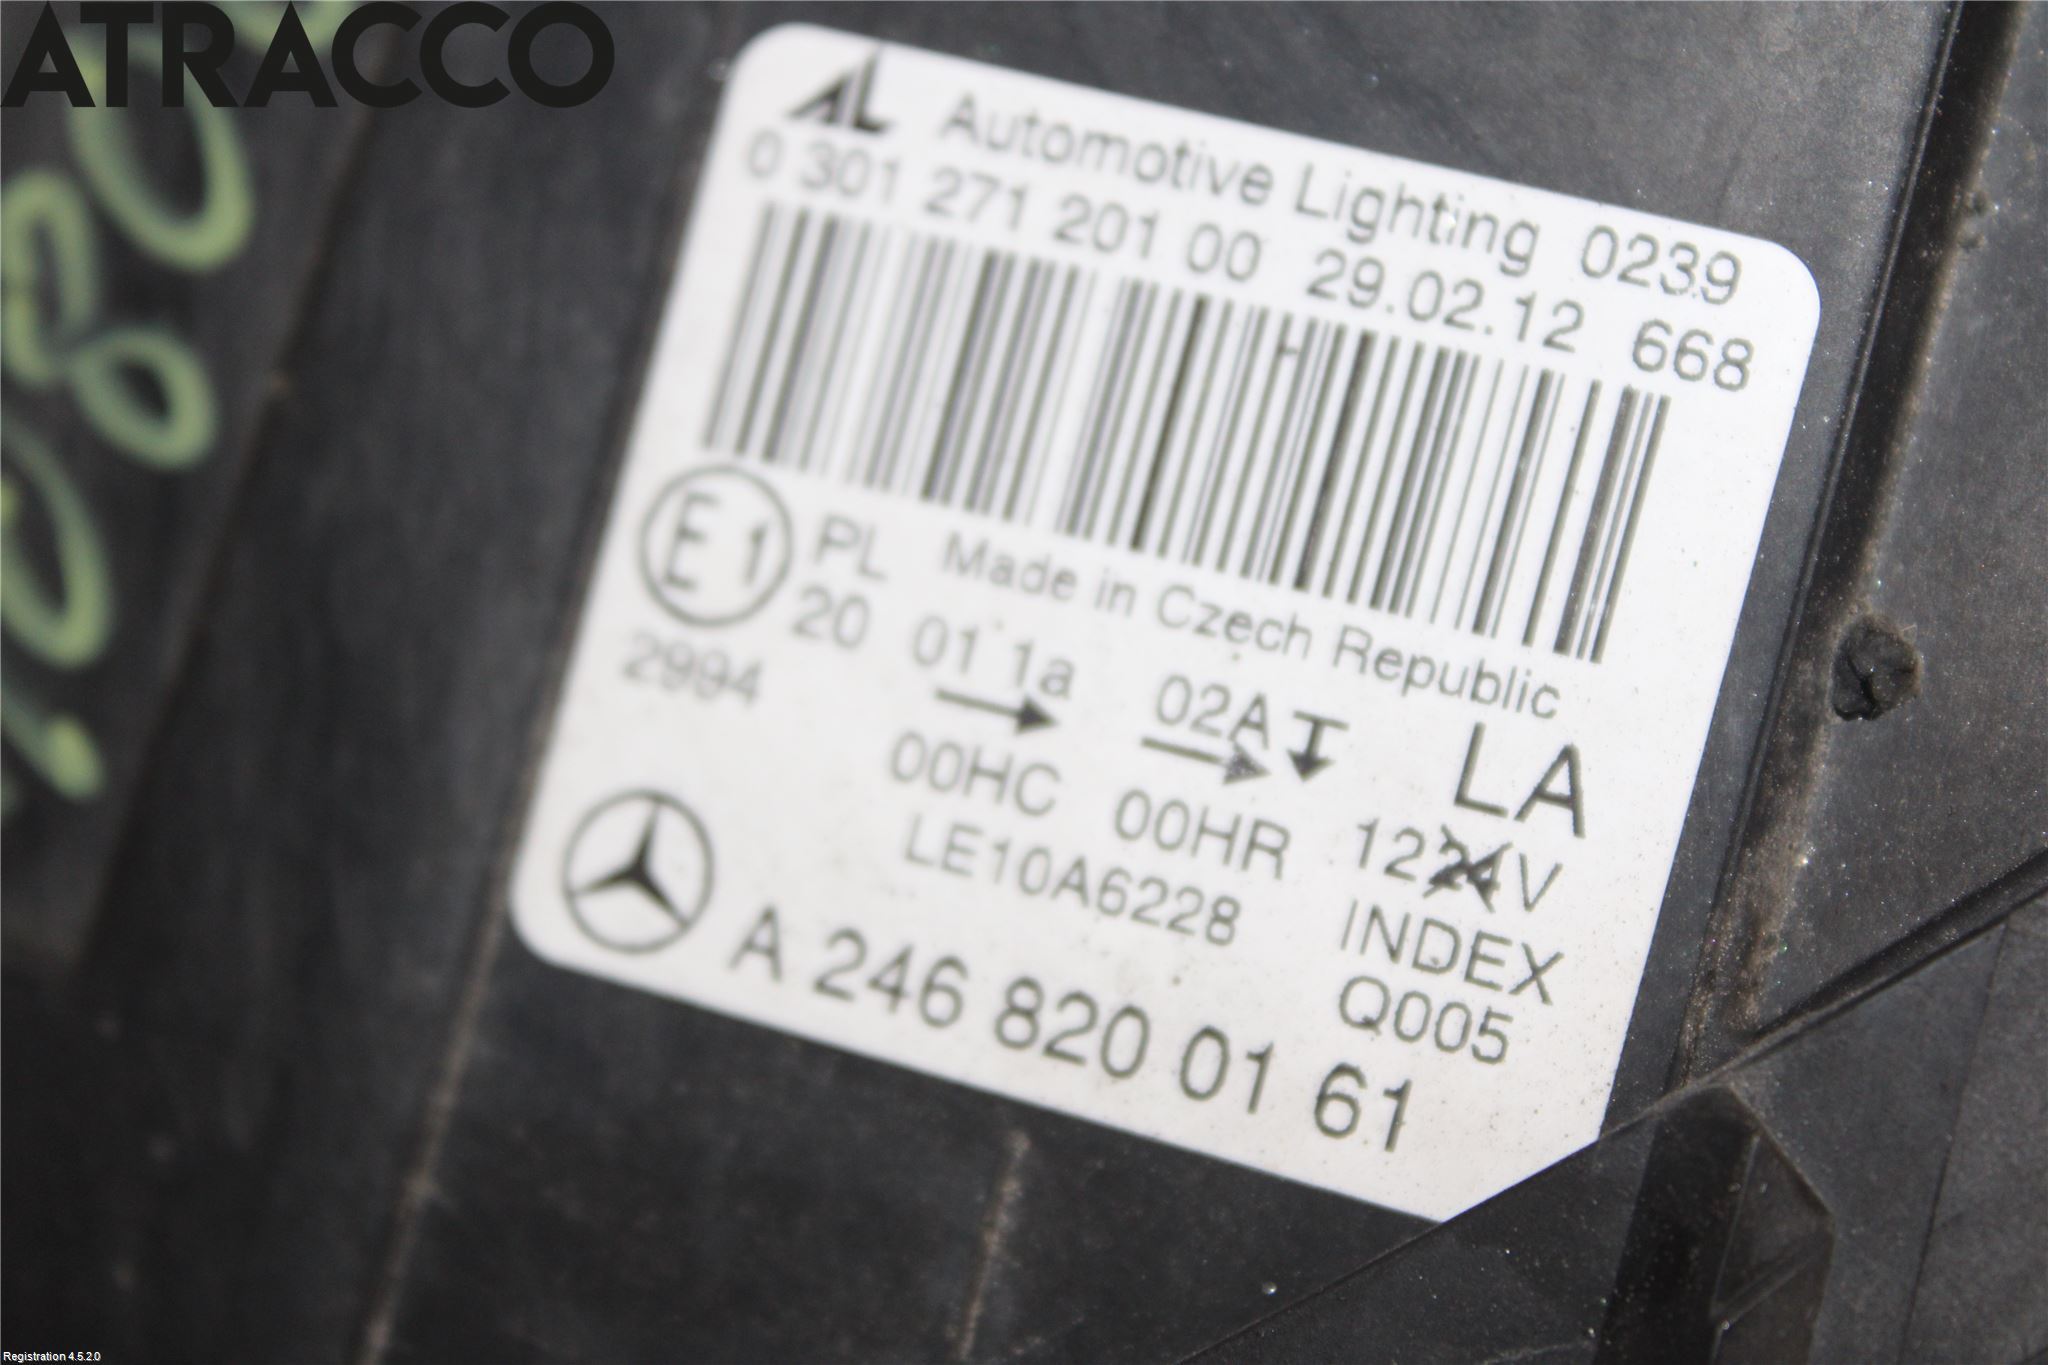 ATRACCO
AL Automotive Lighting 0239
0 301 271 201 00 29.02.12 668
E1 PL Made in Czech Republic
20 01 1a 02A LA
2994
00HC 00HR 1224V
LE10A6228 INDEX
Q005
A 246 820 01 61
Registration 4.5.2.0